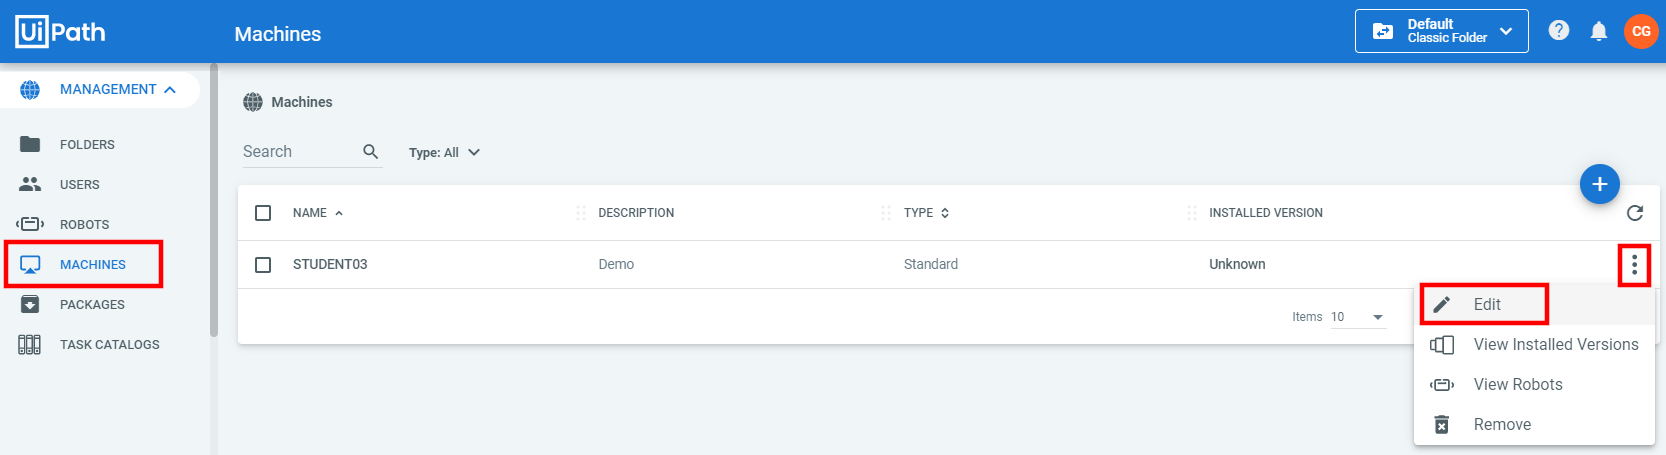 UiPath
Machines
Default
Classic Folder
?
CG
MANAGEMENT
FOLDERS
USERS
ROBOTS
MACHINES
PACKAGES
TASK CATALOGS
Machines
Search
Type: All
+
NAME DESCRIPTION TYPE INSTALLED VERSION
STUDENT03 Demo Standard Unknown
Items 10
Edit
View Installed Versions
View Robots
Remove